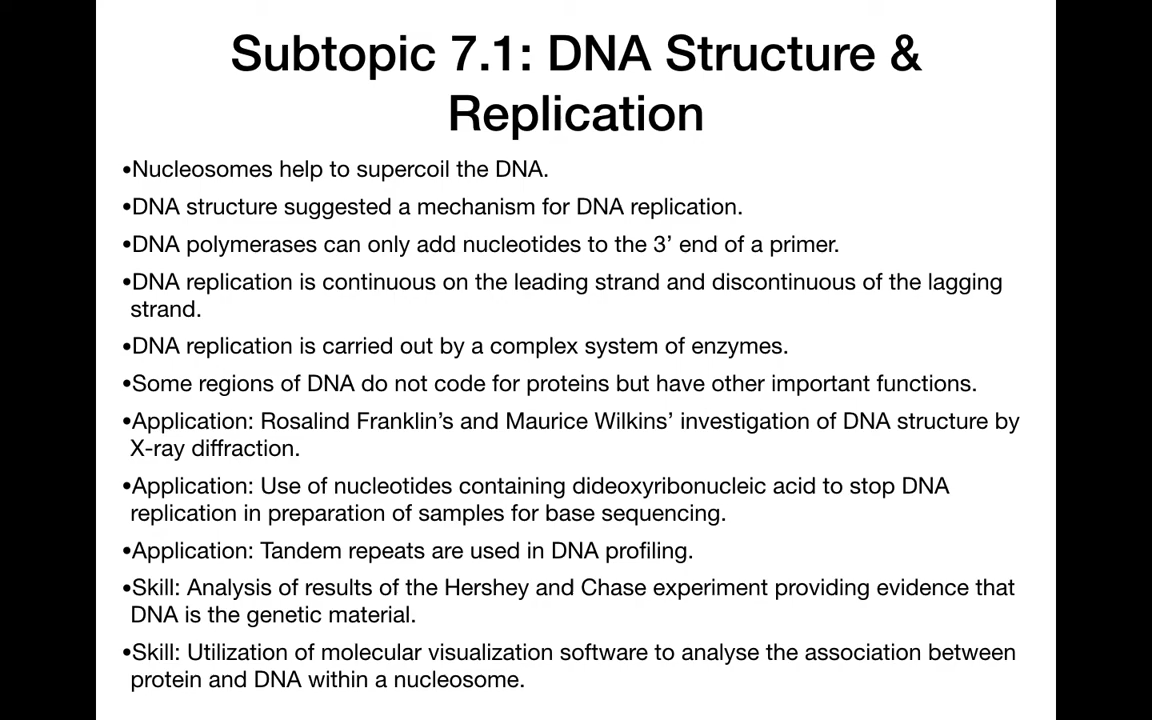 Subtopic 7.1: DNA Structure &
Replication
•Nucleosomes help to supercoil the DNA.
•DNA structure suggested a mechanism for DNA replication.
•DNA polymerases can only add nucleotides to the 3’ end of a primer.
•DNA replication is continuous on the leading strand and discontinuous of the lagging
strand.
•DNA replication is carried out by a complex system of enzymes.
•Some regions of DNA do not code for proteins but have other important functions.
•Application: Rosalind Franklin’s and Maurice Wilkins’ investigation of DNA structure by
X-ray diffraction.
•Application: Use of nucleotides containing dideoxyribonucleic acid to stop DNA
replication in preparation of samples for base sequencing.
•Application: Tandem repeats are used in DNA profiling.
•Skill: Analysis of results of the Hershey and Chase experiment providing evidence that
DNA is the genetic material.
•Skill: Utilization of molecular visualization software to analyse the association between
protein and DNA within a nucleosome.